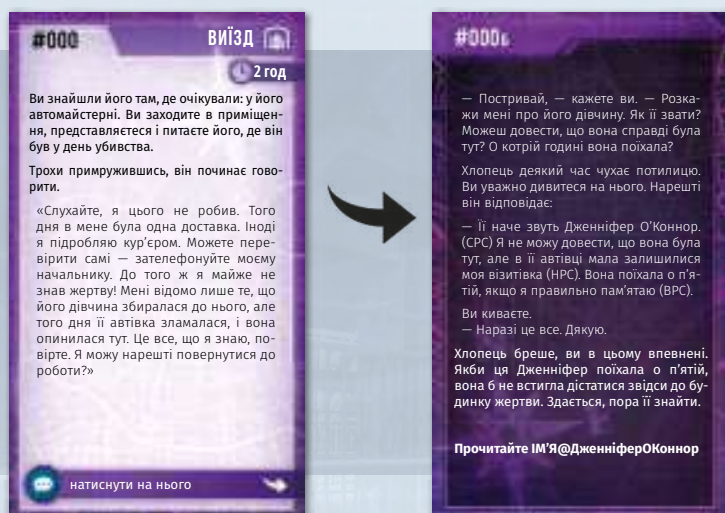 #000
ВИЇЗД
2 год
Ви знайшли його там, де очікували: у його
автомайстерні. Ви заходите в приміщен-
ня, представляєтеся і питаєте його, де він
був у день убивства.
Трохи примружившись, він починає гово-
рити.
«Слухайте, я цього не робив. Того
дня в мене була одна доставка. Іноді
я підробляю кур’єром. Можете пере-
вірити самі — зателефонуйте моєму
начальнику. До того ж я майже не
знав жертву! Мені відомо лише те, що
його дівчина збиралася до нього, але
того дня її автівка зламалася, і вона
опинилася тут. Це все, що я знаю, по-
вірте. Я можу нарешті повернутися до
роботи?»
натиснути на нього
#000Б
— Постривай, — кажете ви. — Розка-
жи мені про його дівчину. Як її звати?
Можеш довести, що вона справді була
тут? О котрій годині вона поїхала?
Хлопець деякий час чухає потилицю.
Ви уважно дивитеся на нього. Нарешті
він відповідає:
— Її наче звуть Дженніфер О’Коннор.
(СРС) Я не можу довести, що вона була
тут, але в її автівці мала залишилися
моя візитівка (НРС). Вона поїхала о п’я-
тій, якщо я правильно пам’ятаю (ВРС).
Ви киваєте.
— Наразі це все. Дякую.
Хлопець бреше, ви в цьому впевнені.
Якби ця Дженніфер поїхала о п’ятій,
вона б не встигла дістатися звідси до бу-
динку жертви. Здається, пора її знайти.
Прочитайте ІМ’Я@ДженніферОКоннор